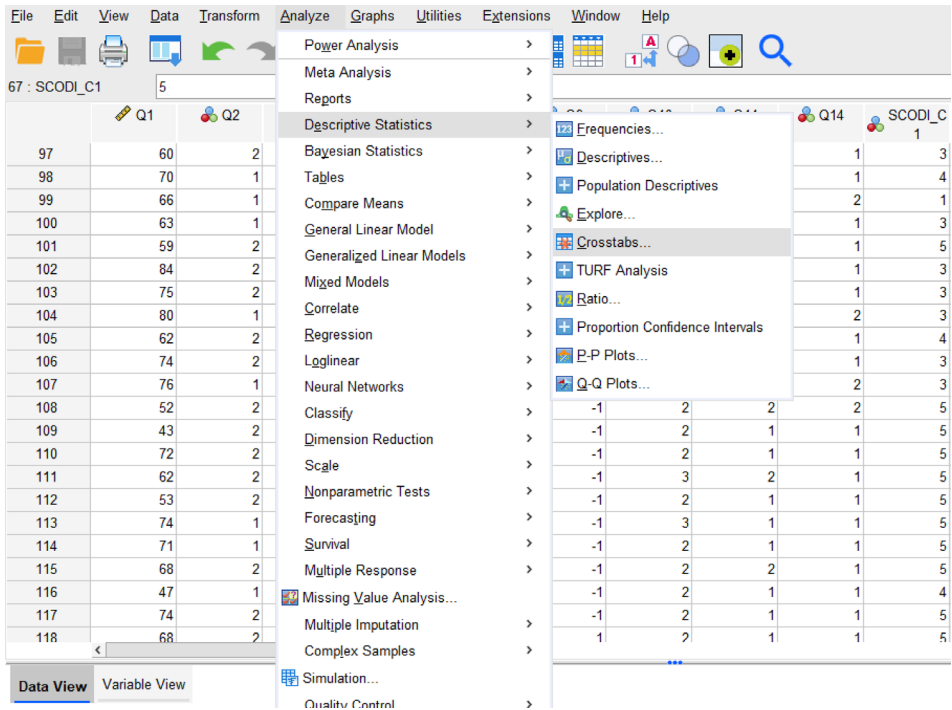 File Edit View Data Transform Analyze Graphs Utilities Extensions Window Help
A
1
67 : SCODI_C1 5
Q1 Q2 Q14 SCODI_C1
97 60 2 1 3
98 70 1 1 4
99 66 1 2 1
100 63 1 1 3
101 59 2 1 5
102 84 2 1 3
103 75 2 1 3
104 80 1 2 3
105 62 2 1 4
106 74 2 1 3
107 76 1 2 3
108 52 2 -1 2 2 2 5
109 43 2 -1 2 1 1 5
110 72 2 -1 2 1 1 5
111 62 2 -1 3 2 1 5
112 53 2 -1 2 1 1 5
113 74 1 -1 3 1 1 5
114 71 1 -1 2 1 1 5
115 68 2 -1 2 2 1 5
116 47 1 -1 2 1 1 4
117 74 2 -1 2 1 1 5
118 68 2 1 2 1 1 5
Power Analysis
Meta Analysis
Reports
Descriptive Statistics
Bayesian Statistics
Tables
Compare Means
General Linear Model
Generalized Linear Models
Mixed Models
Correlate
Regression
Loglinear
Neural Networks
Classify
Dimension Reduction
Scale
Nonparametric Tests
Forecasting
Survival
Multiple Response
Missing Value Analysis...
Multiple Imputation
Complex Samples
Simulation...
Quality Control
123 Frequencies...
Descriptives...
Population Descriptives
Explore...
Crosstabs...
TURF Analysis
1/2 Ratio...
Proportion Confidence Intervals
P-P Plots...
Q-Q Plots...
Data View Variable View